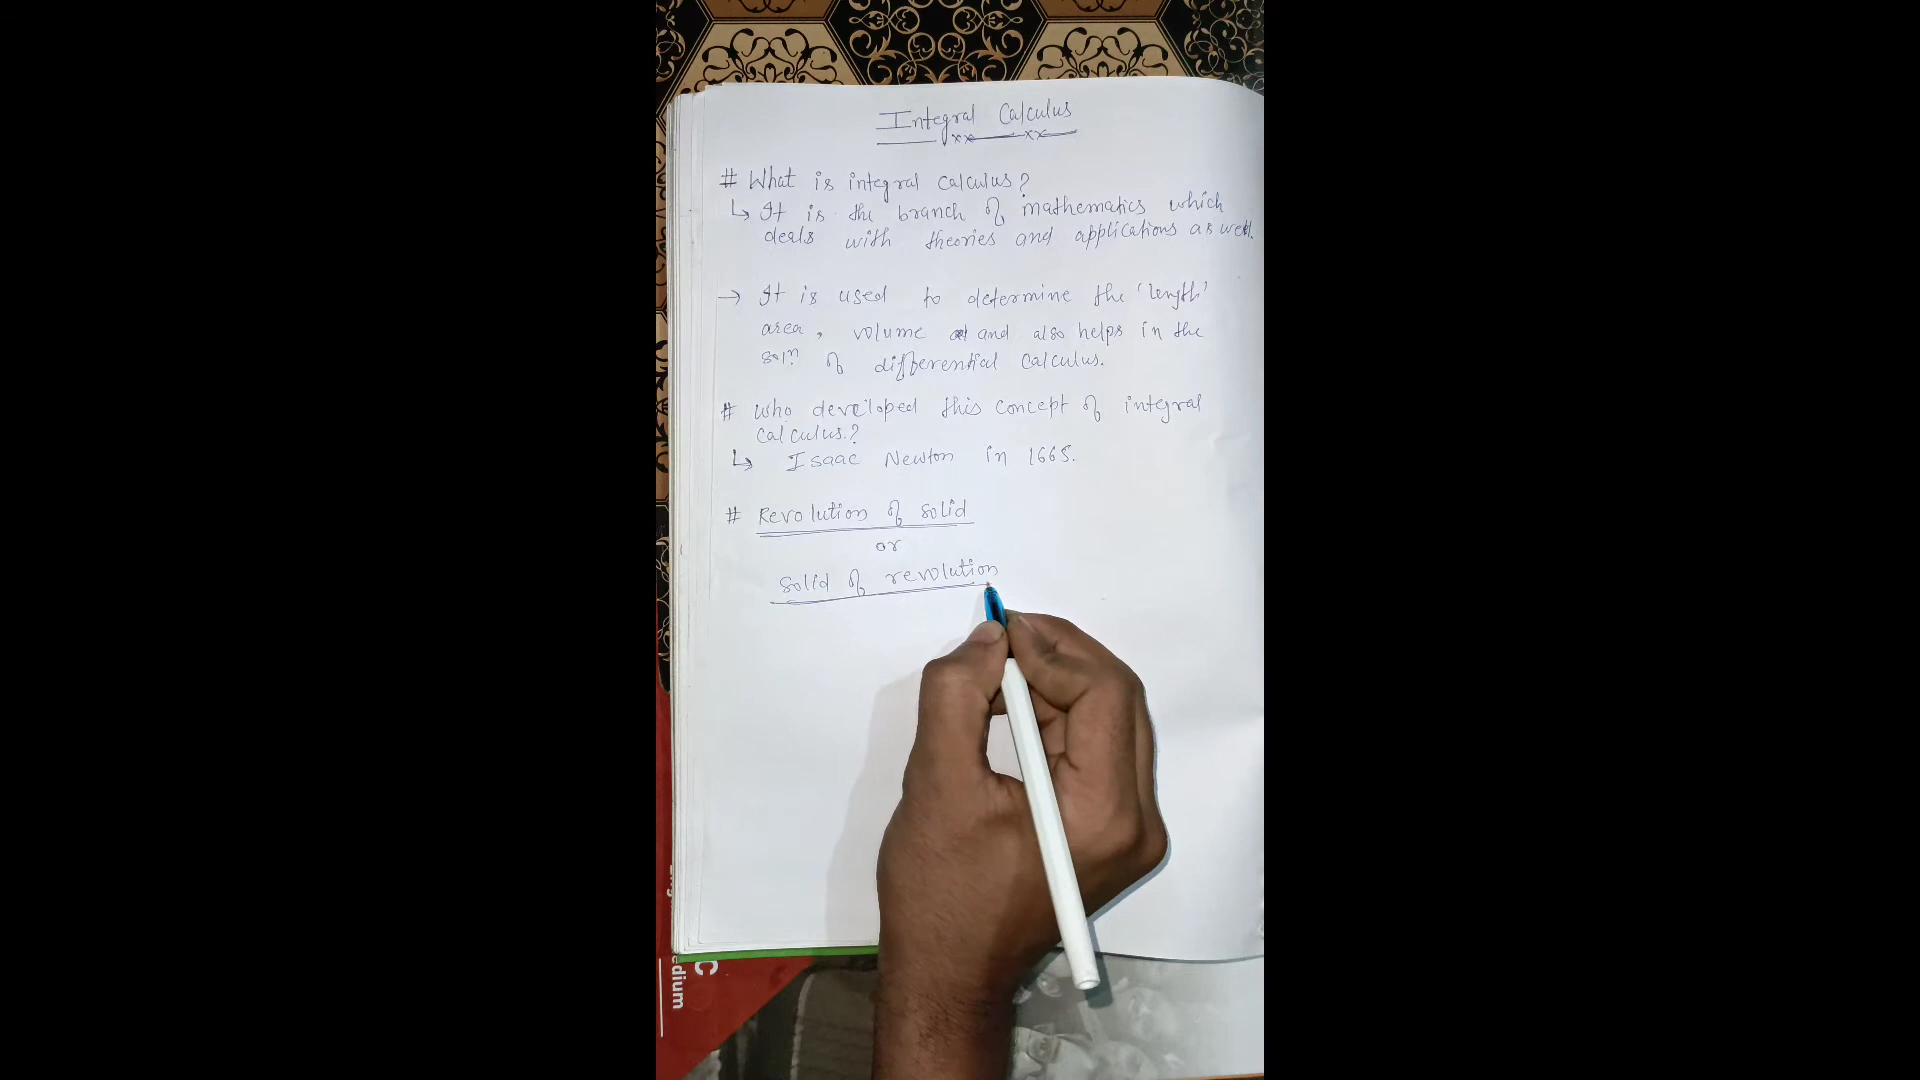 Integral Calculus
# What is integral calculus?
↳ It is the branch of mathematics which
deals with theories and applications as well.
→ It is used to determine the 'length'
area, volume and also helps in the
solⁿ of differential calculus.
# who developed this concept of integral
calculus.?
↳ Isaac Newton in 1665.
# Revolution of solid
or
solid of revolution
C
edium